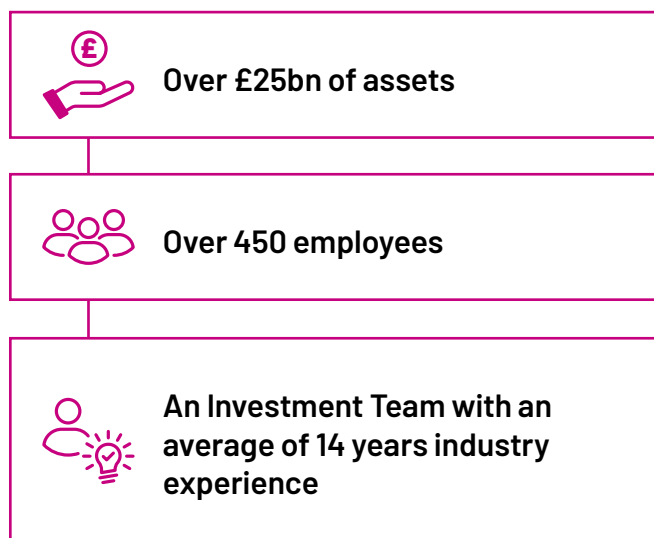 £
Over £25bn of assets
Over 450 employees
An Investment Team with an
average of 14 years industry
experience